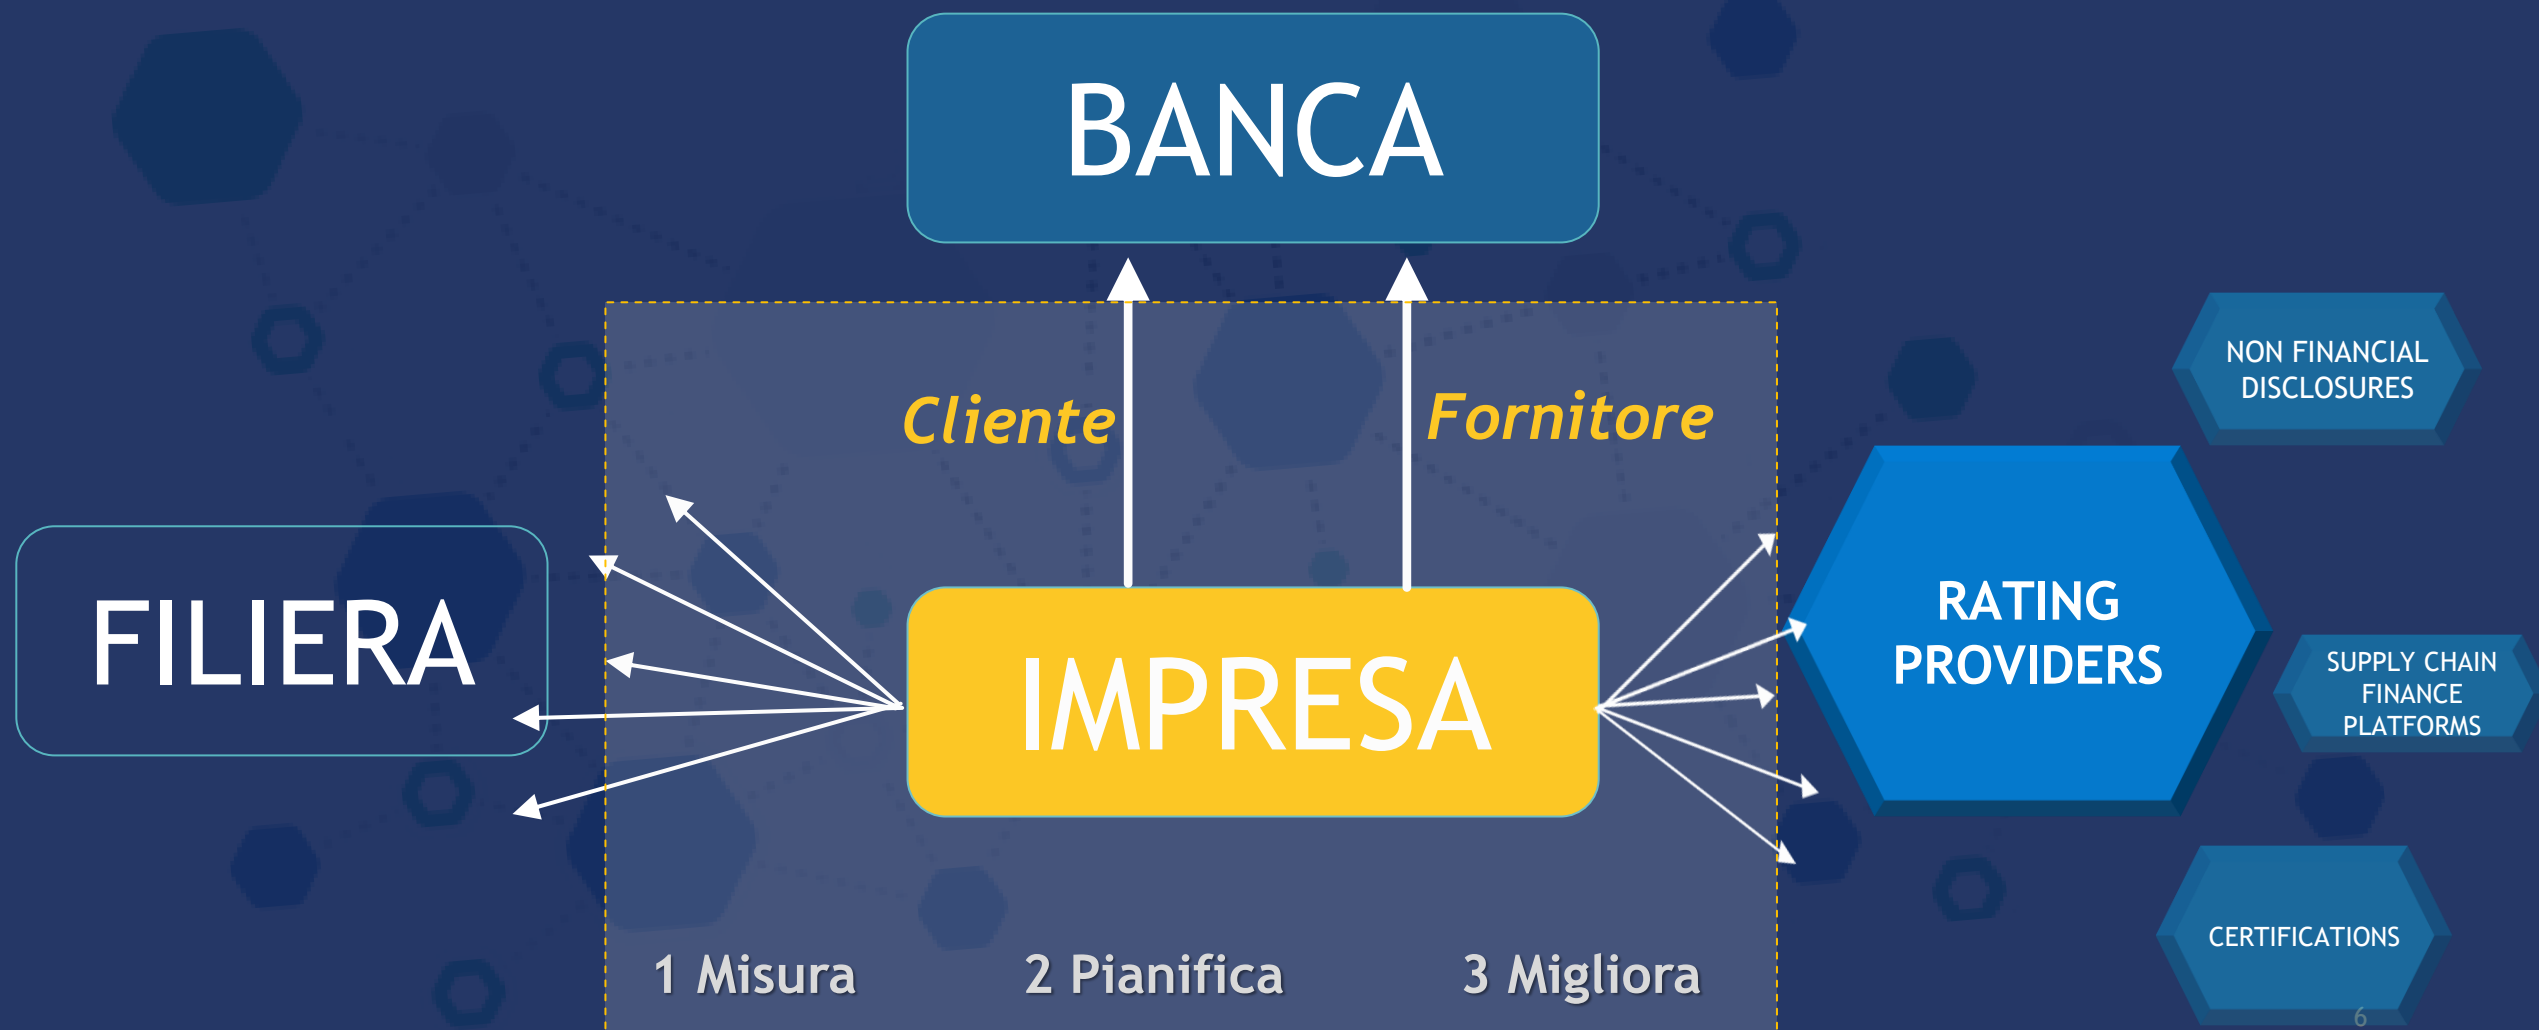 BANCA
NON FINANCIAL
DISCLOSURES
Cliente
Fornitore
FILIERA
IMPRESA
RATING
PROVIDERS
SUPPLY CHAIN
FINANCE
PLATFORMS
CERTIFICATIONS
1 Misura
2 Pianifica
3 Migliora
6